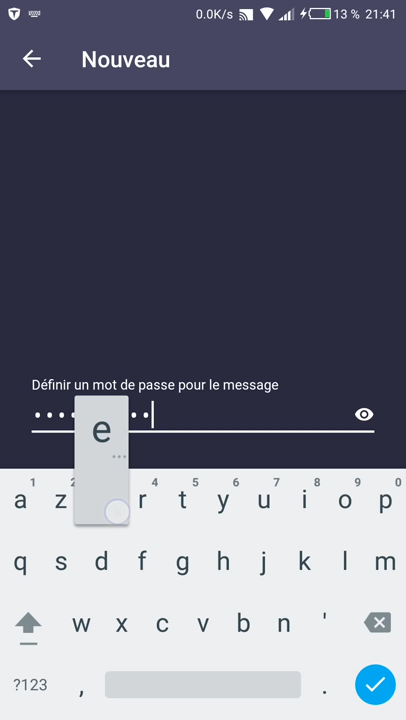 0.0K/s 13 % 21:41
Nouveau
Définir un mot de passe pour le message
••••••••
e
1 2 4 5 6 7 8 9 0
a z r t y u i o p
q s d f g h j k l m
w x c v b n '
?123 , .